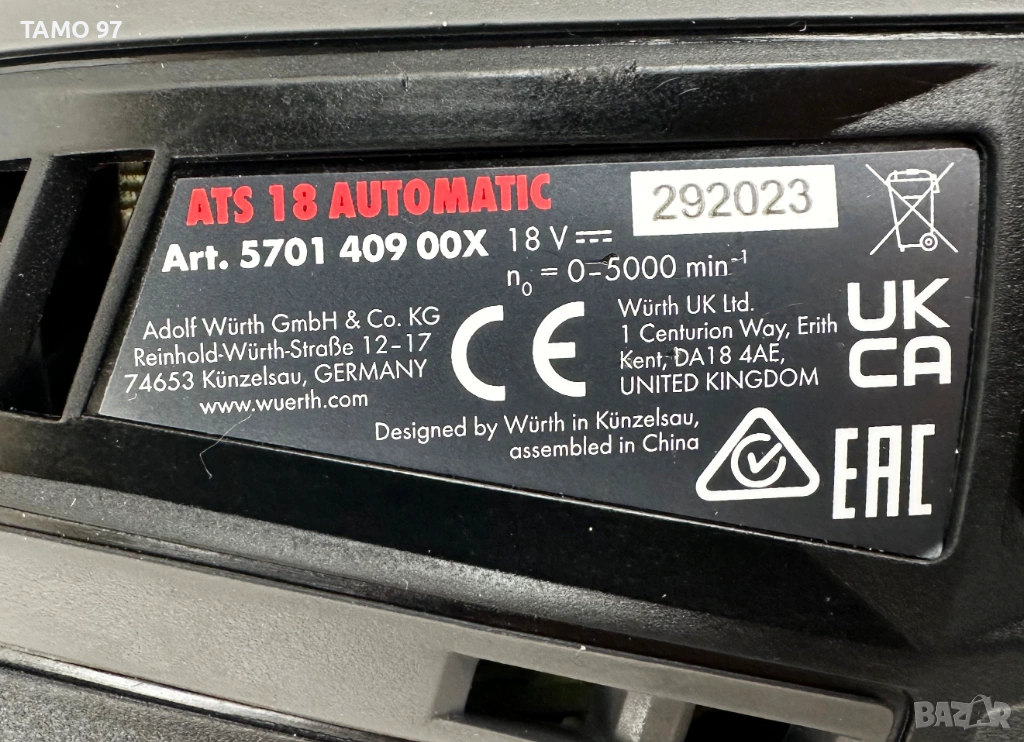 TAMO 97
ATS 18 AUTOMATIC
292023
Art. 5701 409 00X
18 V
n₀ = 0–5000 min⁻¹
Adolf Würth GmbH & Co. KG
Reinhold-Würth-Straße 12–17
74653 Künzelsau, GERMANY
www.wuerth.com
CE
Würth UK Ltd.
1 Centurion Way, Erith
Kent, DA18 4AE,
UNITED KINGDOM
UK
CA
Designed by Würth in Künzelsau,
assembled in China
EAC
BAZAR